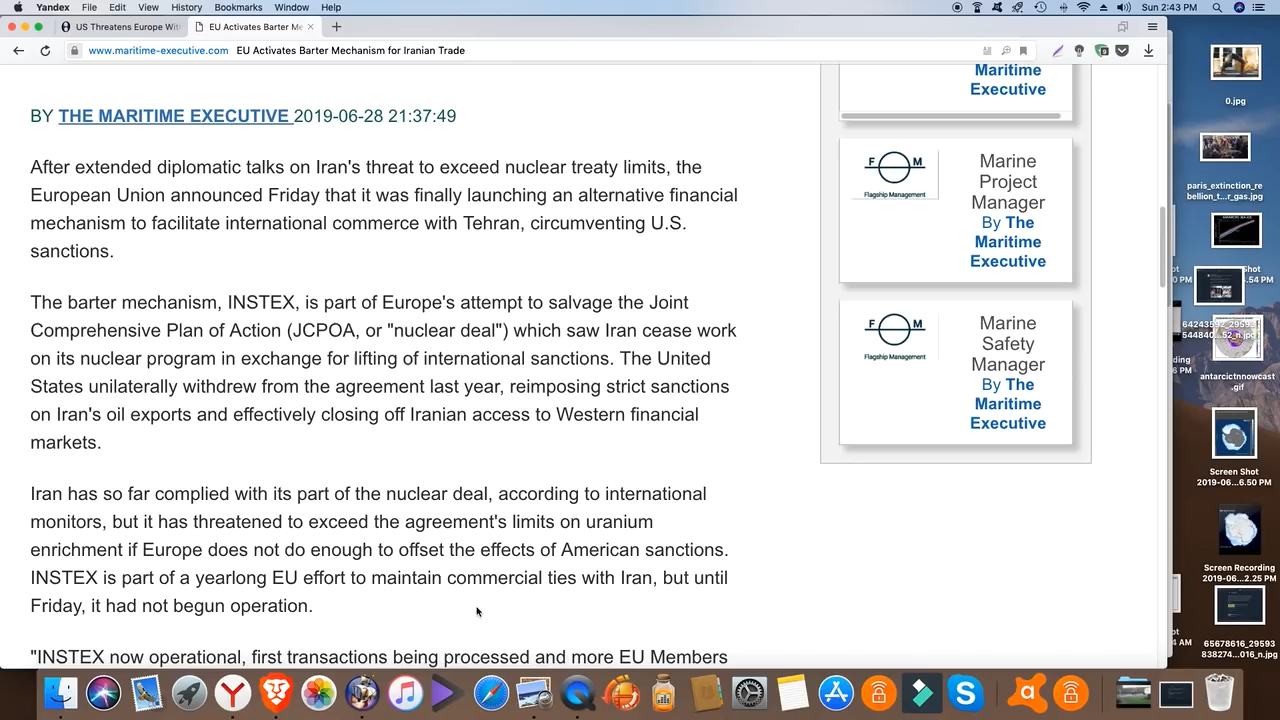 Yandex File Edit View History Bookmarks Window Help
Sun 2:43 PM
US Threatens Europe Wit
EU Activates Barter Me
www.maritime-executive.com EU Activates Barter Mechanism for Iranian Trade
BY THE MARITIME EXECUTIVE 2019-06-28 21:37:49
After extended diplomatic talks on Iran's threat to exceed nuclear treaty limits, the
European Union announced Friday that it was finally launching an alternative financial
mechanism to facilitate international commerce with Tehran, circumventing U.S.
sanctions.
The barter mechanism, INSTEX, is part of Europe's attempt to salvage the Joint
Comprehensive Plan of Action (JCPOA, or "nuclear deal") which saw Iran cease work
on its nuclear program in exchange for lifting of international sanctions. The United
States unilaterally withdrew from the agreement last year, reimposing strict sanctions
on Iran's oil exports and effectively closing off Iranian access to Western financial
markets.
Iran has so far complied with its part of the nuclear deal, according to international
monitors, but it has threatened to exceed the agreement's limits on uranium
enrichment if Europe does not do enough to offset the effects of American sanctions.
INSTEX is part of a yearlong EU effort to maintain commercial ties with Iran, but until
Friday, it had not begun operation.
"INSTEX now operational, first transactions being processed and more EU Members
Maritime
Executive
F M
Flagship Management
Marine
Project
Manager
By The
Maritime
Executive
F M
Flagship Management
Marine
Safety
Manager
By The
Maritime
Executive
0.jpg
paris_extinction_re
bellion_t...r_gas.jpg
Shot
1.54 PM
64243592_29593
544840...52_n.jpg
antarcictnnowcast
.gif
Screen Shot
2019-06...6.50 PM
Screen Recording
2019-06...2.25 PM
65678616_29593
838274...016_n.jpg